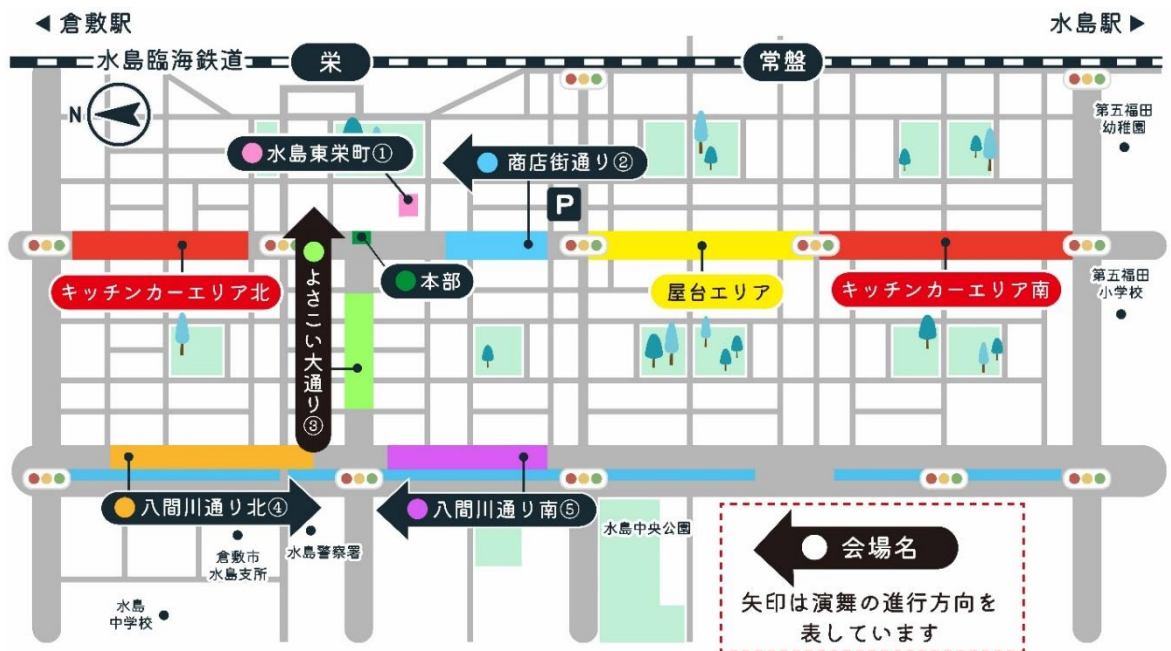 ◀ 倉敷駅
水島駅 ▶
水島臨海鉄道
栄
常盤
N
第五福田
幼稚園
水島東栄町①
商店街通り②
P
キッチンカーエリア北
本部
屋台エリア
キッチンカーエリア南
第五福田
小学校
よさこい大通り③
八間川通り北④
八間川通り南⑤
倉敷市
水島支所
水島警察署
水島中央公園
水島
中学校
会場名
矢印は演舞の進行方向を
表しています